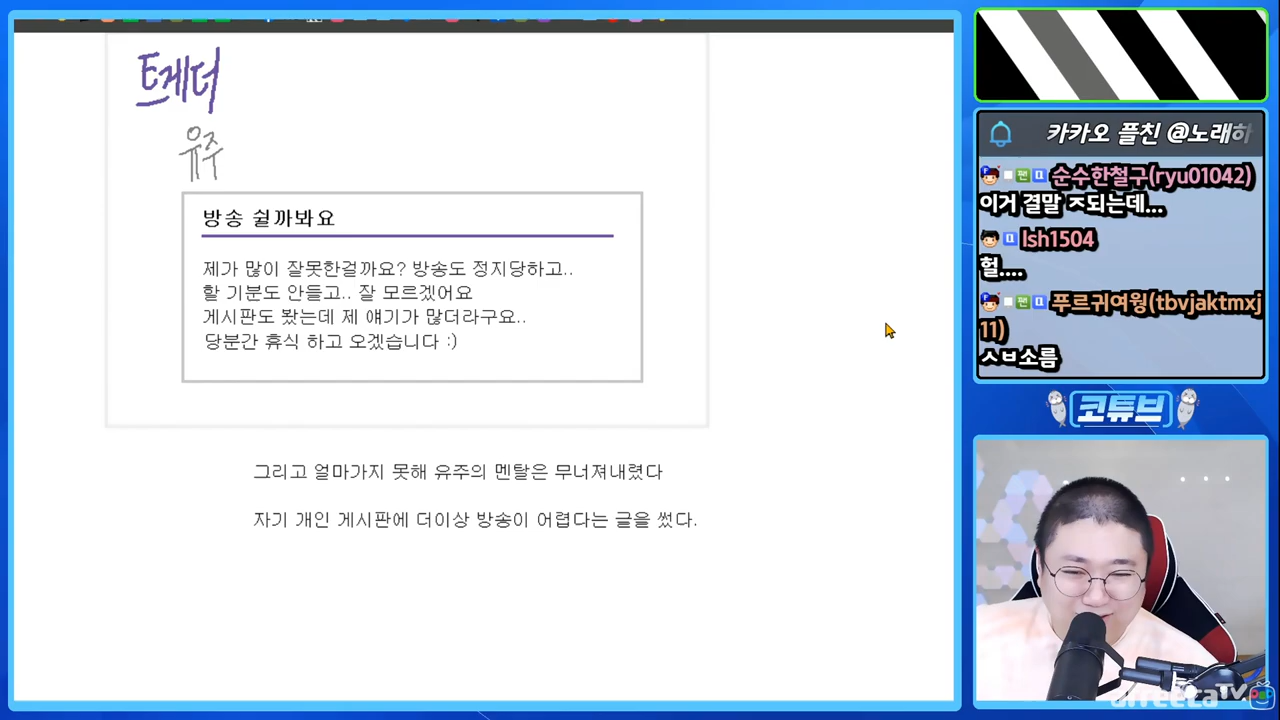 트게더
유주
방송 쉴까봐요
제가 많이 잘못한걸까요? 방송도 정지당하고..
할 기분도 안들고.. 잘 모르겠어요
게시판도 봤는데 제 얘기가 많더라구요..
당분간 휴식 하고 오겠습니다 :)
그리고 얼마가지 못해 유주의 멘탈은 무너져내렸다
자기 개인 게시판에 더이상 방송이 어렵다는 글을 썼다.
카카오 플친 @노래하
팬 순수한철구(ryu01042)
이거 결말 ㅈ되는데...
lsh1504
헐....
팬 푸르귀여웡(tbvjaktmxj
11)
ㅅㅂ소름
코튜브
afreecaTV